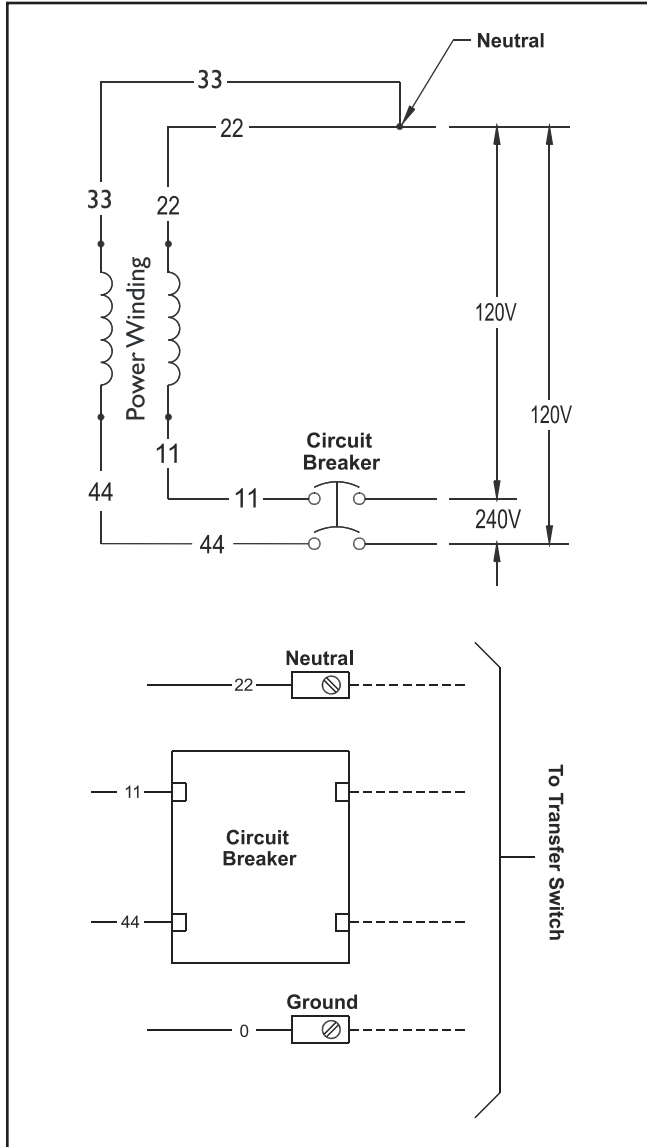 Neutral
33
22
33
22
Power Winding
120V
120V
Circuit
Breaker
11
44
11
240V
44
Neutral
22
11
Circuit
Breaker
44
To Transfer Switch
Ground
0